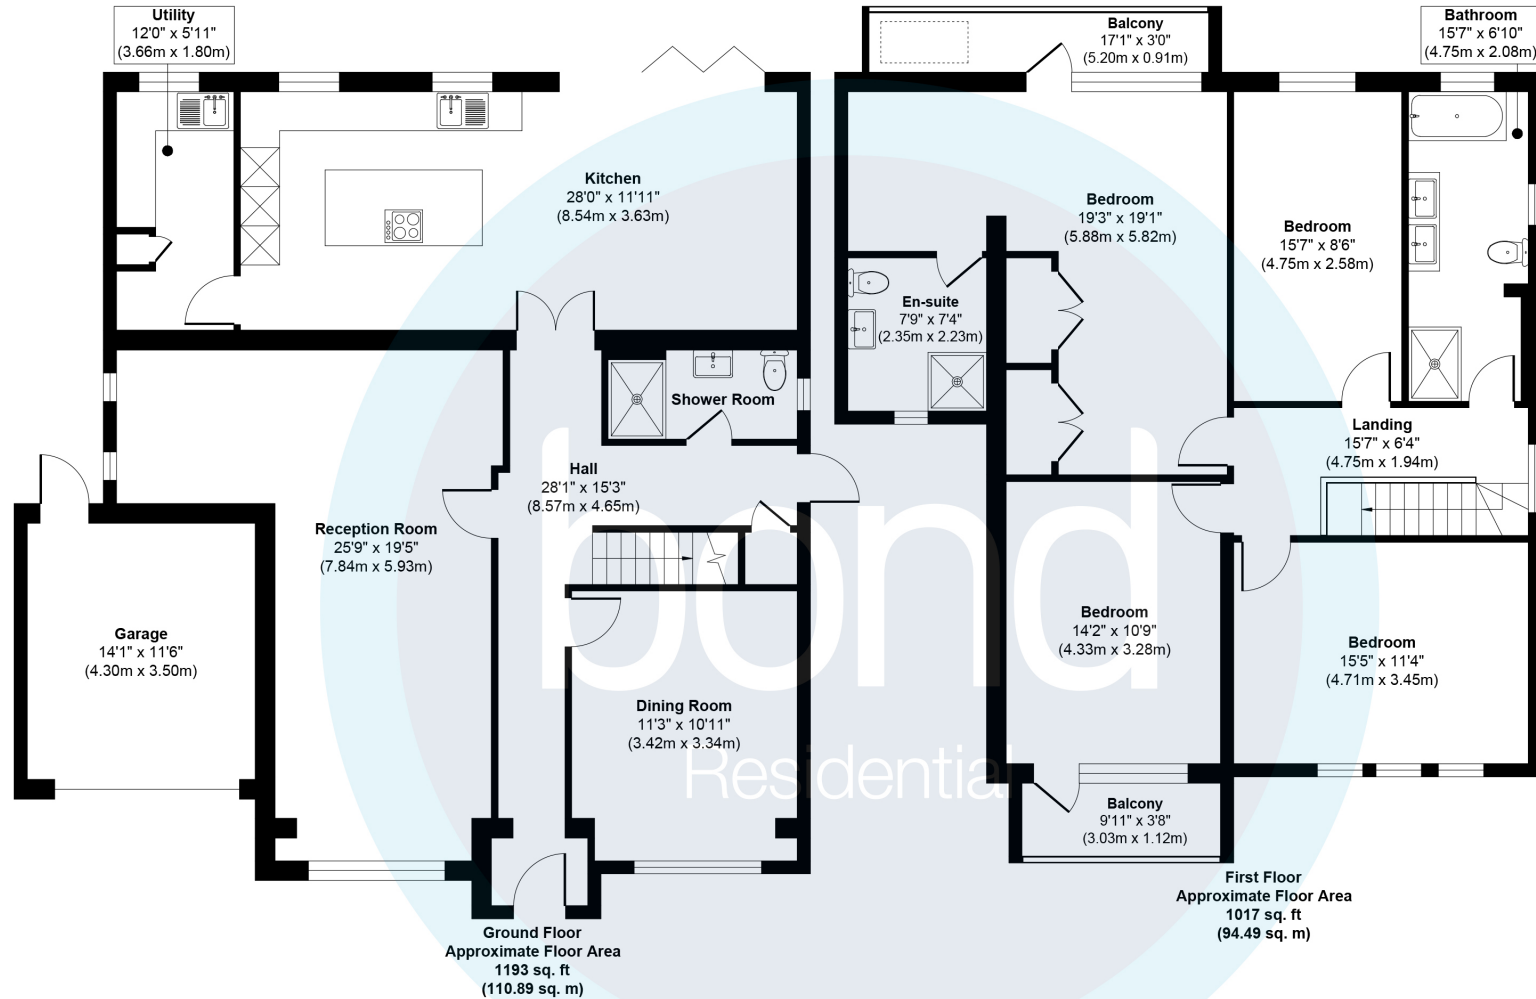 Utility
12'0" x 5'11"
(3.66m x 1.80m)
Balcony
17'1" x 3'0"
(5.20m x 0.91m)
Bathroom
15'7" x 6'10"
(4.75m x 2.08m)
Kitchen
28'0" x 11'11"
(8.54m x 3.63m)
Bedroom
19'3" x 19'1"
(5.88m x 5.82m)
Bedroom
15'7" x 8'6"
(4.75m x 2.58m)
En-suite
7'9" x 7'4"
(2.35m x 2.23m)
Shower Room
Landing
15'7" x 6'4"
(4.75m x 1.94m)
Hall
28'1" x 15'3"
(8.57m x 4.65m)
Reception Room
25'9" x 19'5"
(7.84m x 5.93m)
bond
Residential
Garage
14'1" x 11'6"
(4.30m x 3.50m)
Bedroom
14'2" x 10'9"
(4.33m x 3.28m)
Bedroom
15'5" x 11'4"
(4.71m x 3.45m)
Dining Room
11'3" x 10'11"
(3.42m x 3.34m)
Balcony
9'11" x 3'8"
(3.03m x 1.12m)
First Floor
Approximate Floor Area
1017 sq. ft
(94.49 sq. m)
Ground Floor
Approximate Floor Area
1193 sq. ft
(110.89 sq. m)